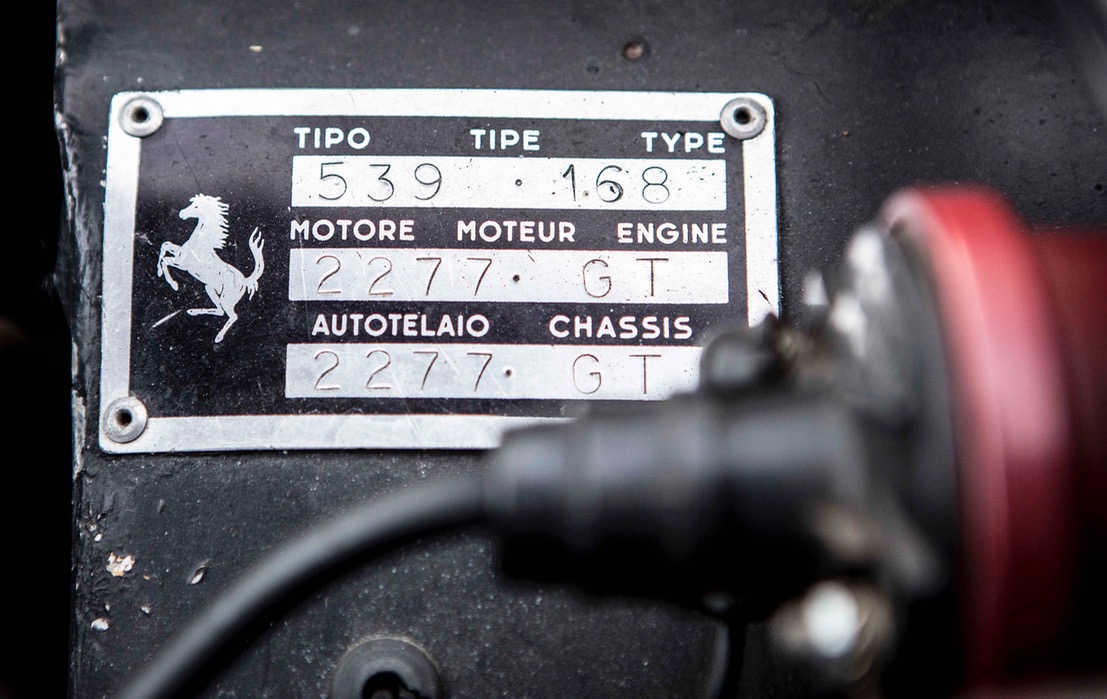 TIPO TIPE TYPE
539 · 168
MOTORE MOTEUR ENGINE
2277 · GT
AUTOTELAIO CHASSIS
2277 · GT